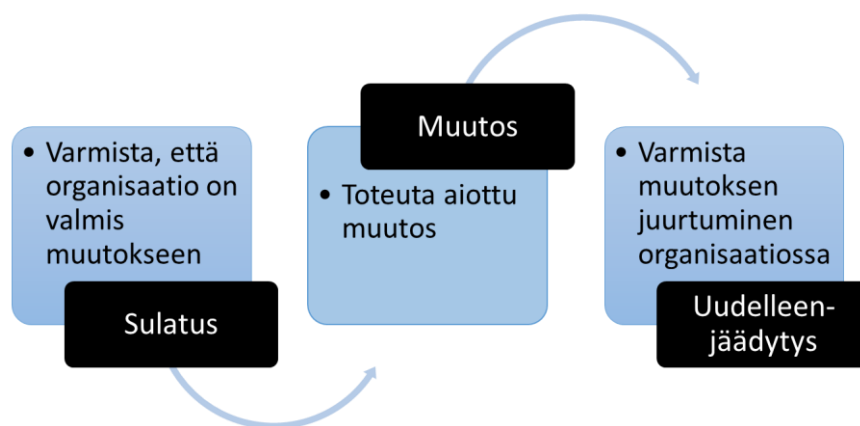 • Varmista, että
organisaatio on
valmis
muutokseen
Sulatus
Muutos
• Toteuta aiottu
muutos
• Varmista
muutoksen
juurtuminen
organisaatiossa
Uudelleen-
jäädytys